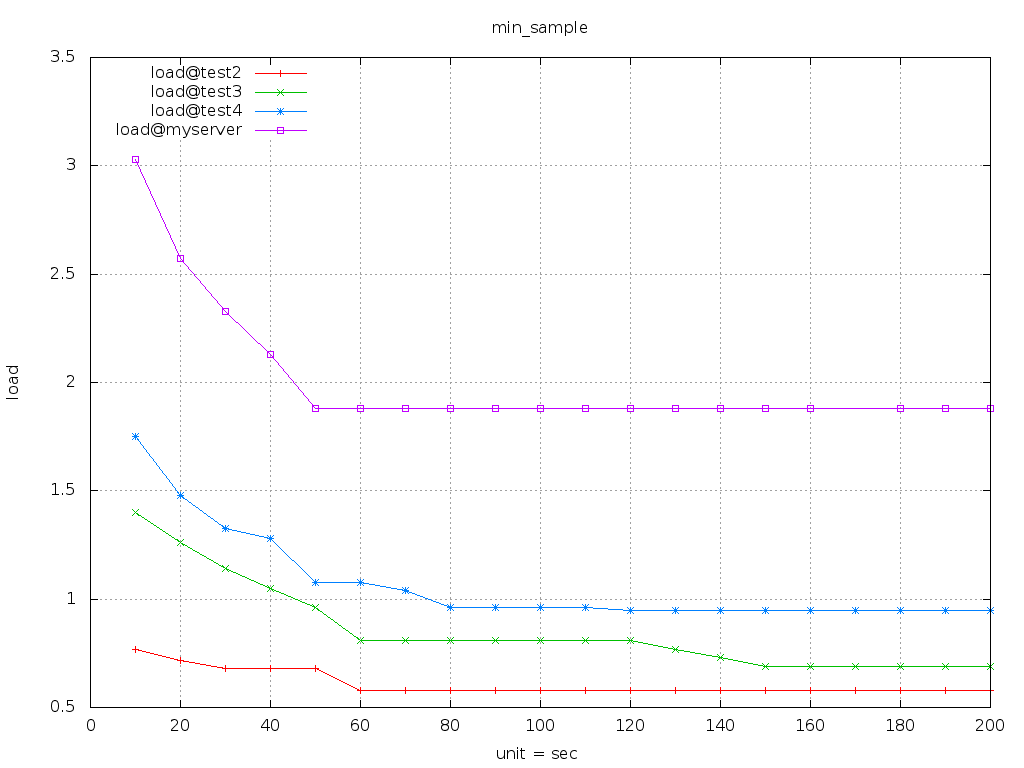 min_sample
3.5
load@test2
load@test3
load@test4
load@myserver
3
2.5
2
load
1.5
1
0.5
0 20 40 60 80 100 120 140 160 180 200
unit = sec